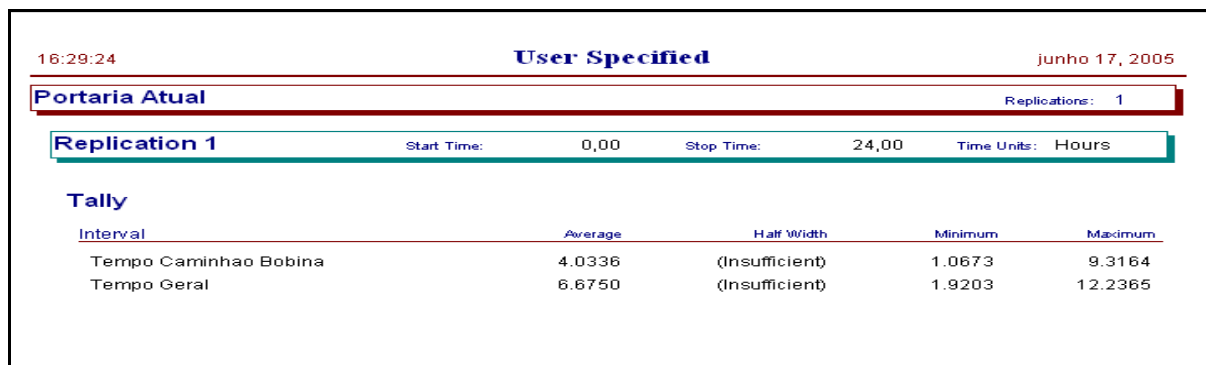 16:29:24 User Specified junho 17, 2005
Portaria Atual Replications: 1
Replication 1 Start Time: 0,00 Stop Time: 24,00 Time Units: Hours
Tally
Interval Average Half Width Minimum Maximum
Tempo Caminhao Bobina 4.0336 (Insufficient) 1.0673 9.3164
Tempo Geral 6.6750 (Insufficient) 1.9203 12.2365